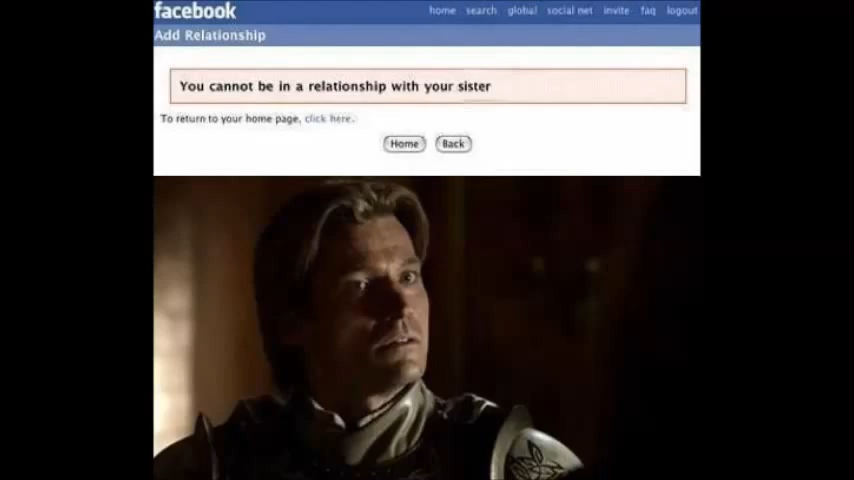 facebook
home search global social net invite faq logout
Add Relationship
You cannot be in a relationship with your sister
To return to your home page, click here.
Home Back